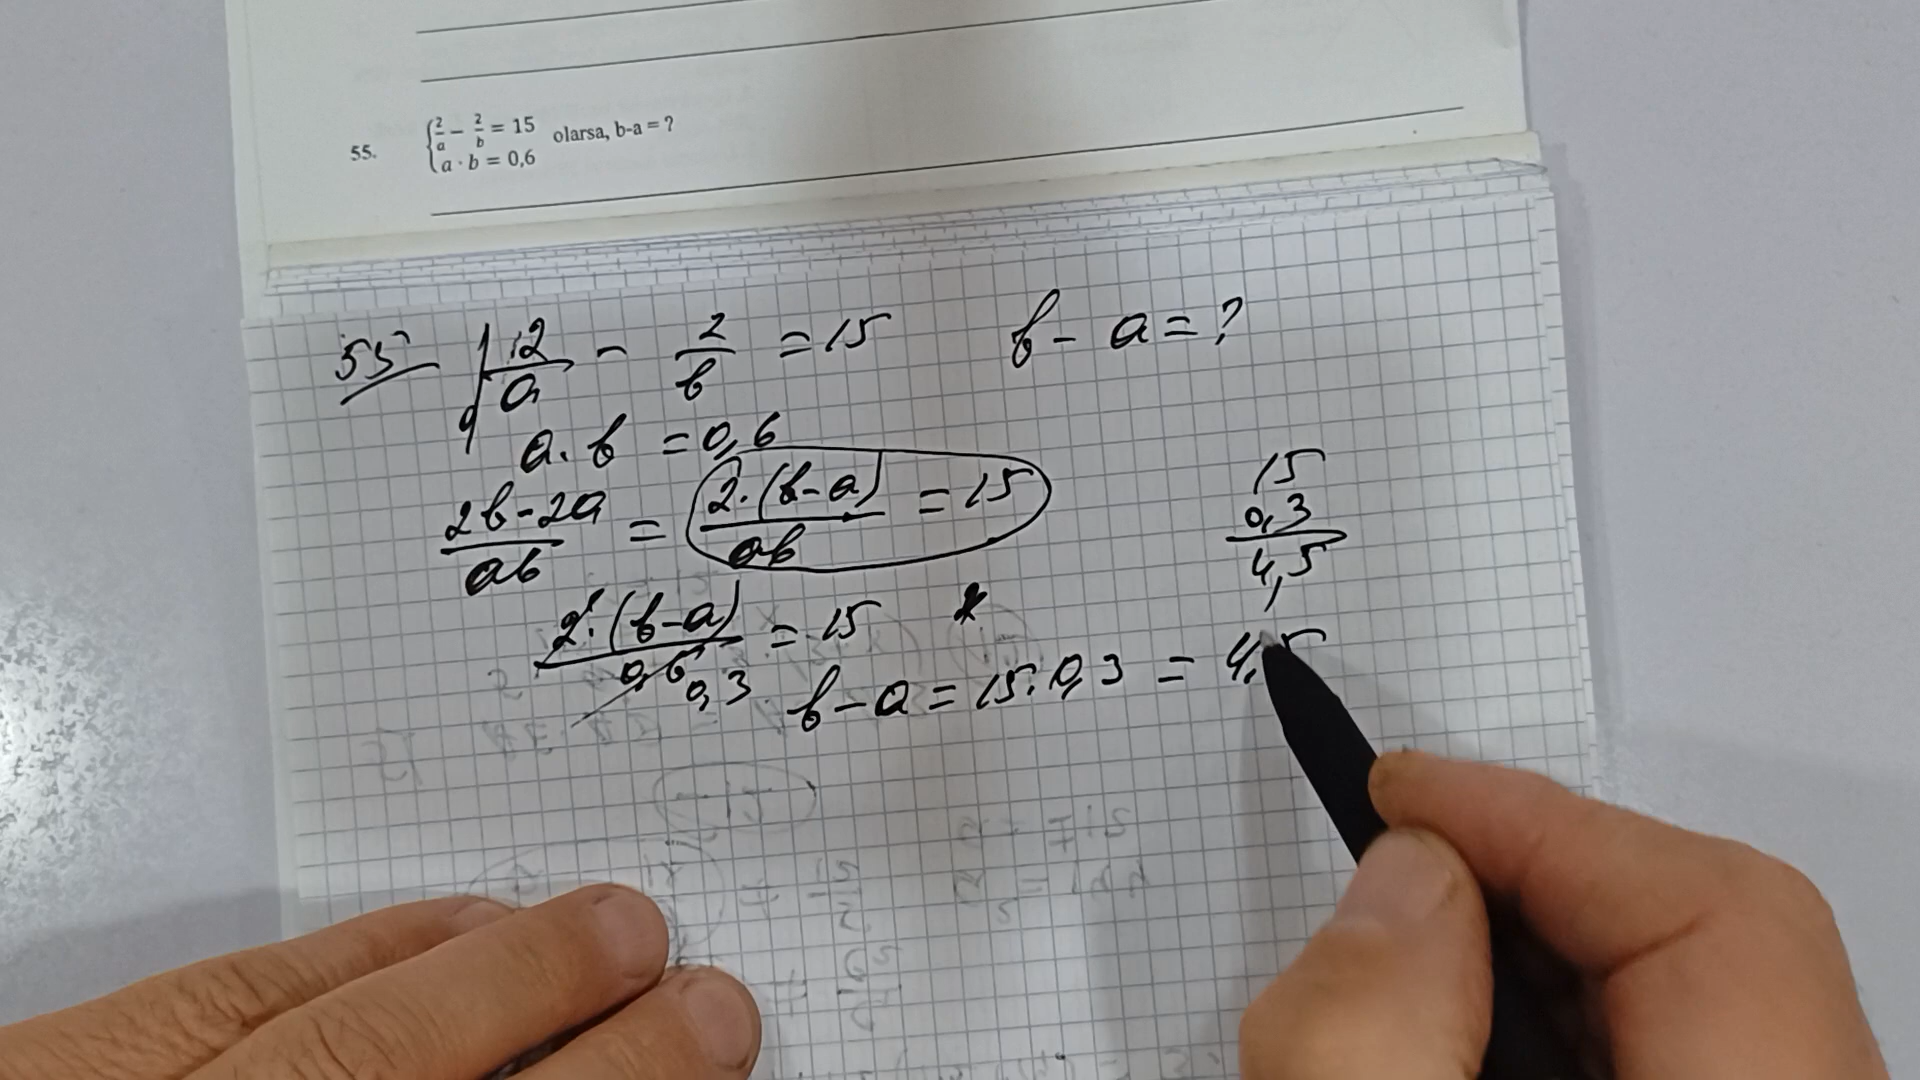 55. { 2/a − 2/b = 15 olarsa, b-a = ?
a · b = 0,6
55 { 2/a − 2/b = 15 b − a = ?
a · b = 0,6
(2b − 2a)/ab = 2·(b−a)/ab = 15
15
0,3
4,5
2·(b−a)/0,6 = 15
0,3
b − a = 15 · 0,3 = 4,5